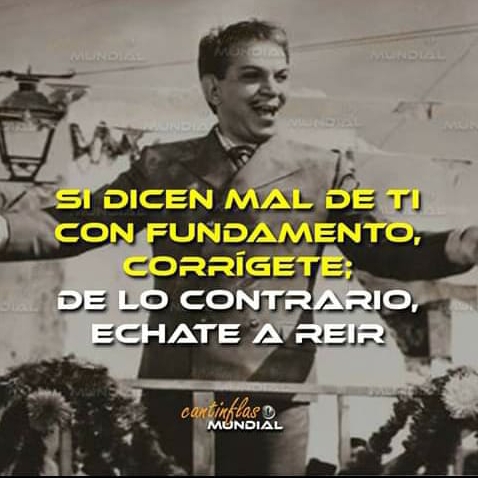 SI DICEN MAL DE TI
CON FUNDAMENTO,
CORRÍGETE;
DE LO CONTRARIO,
ECHATE A REIR
cantinflas
MUNDIAL